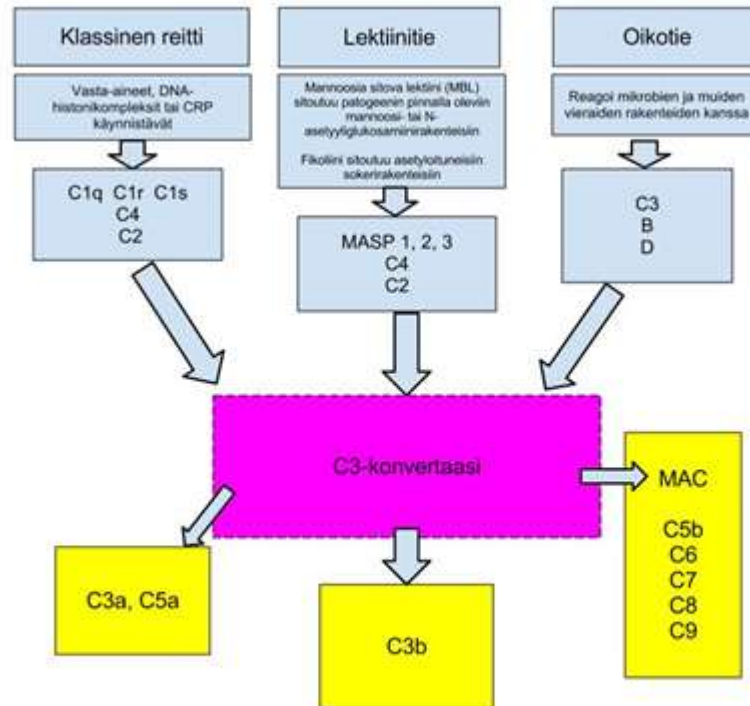 Klassinen reitti
Vasta-aineet, DNA-
histonikompleksit tai CRP
käynnistävät
C1q C1r C1s
C4
C2
Lektiinitie
Mannoosia sitova lektiini (MBL)
sitoutuu patogeenin pinnalla oleviin
mannoosi- tai N-
asetyyliglukosamiinirakenteisiin
Fikoliini sitoutuu asetyloituneisiin
sokerirakenteisiin
MASP 1, 2, 3
C4
C2
Oikotie
Reagoi mikrobien ja muiden
vieraiden rakenteiden kanssa
C3
B
D
C3-konvertaasi
C3a, C5a
C3b
MAC
C5b
C6
C7
C8
C9